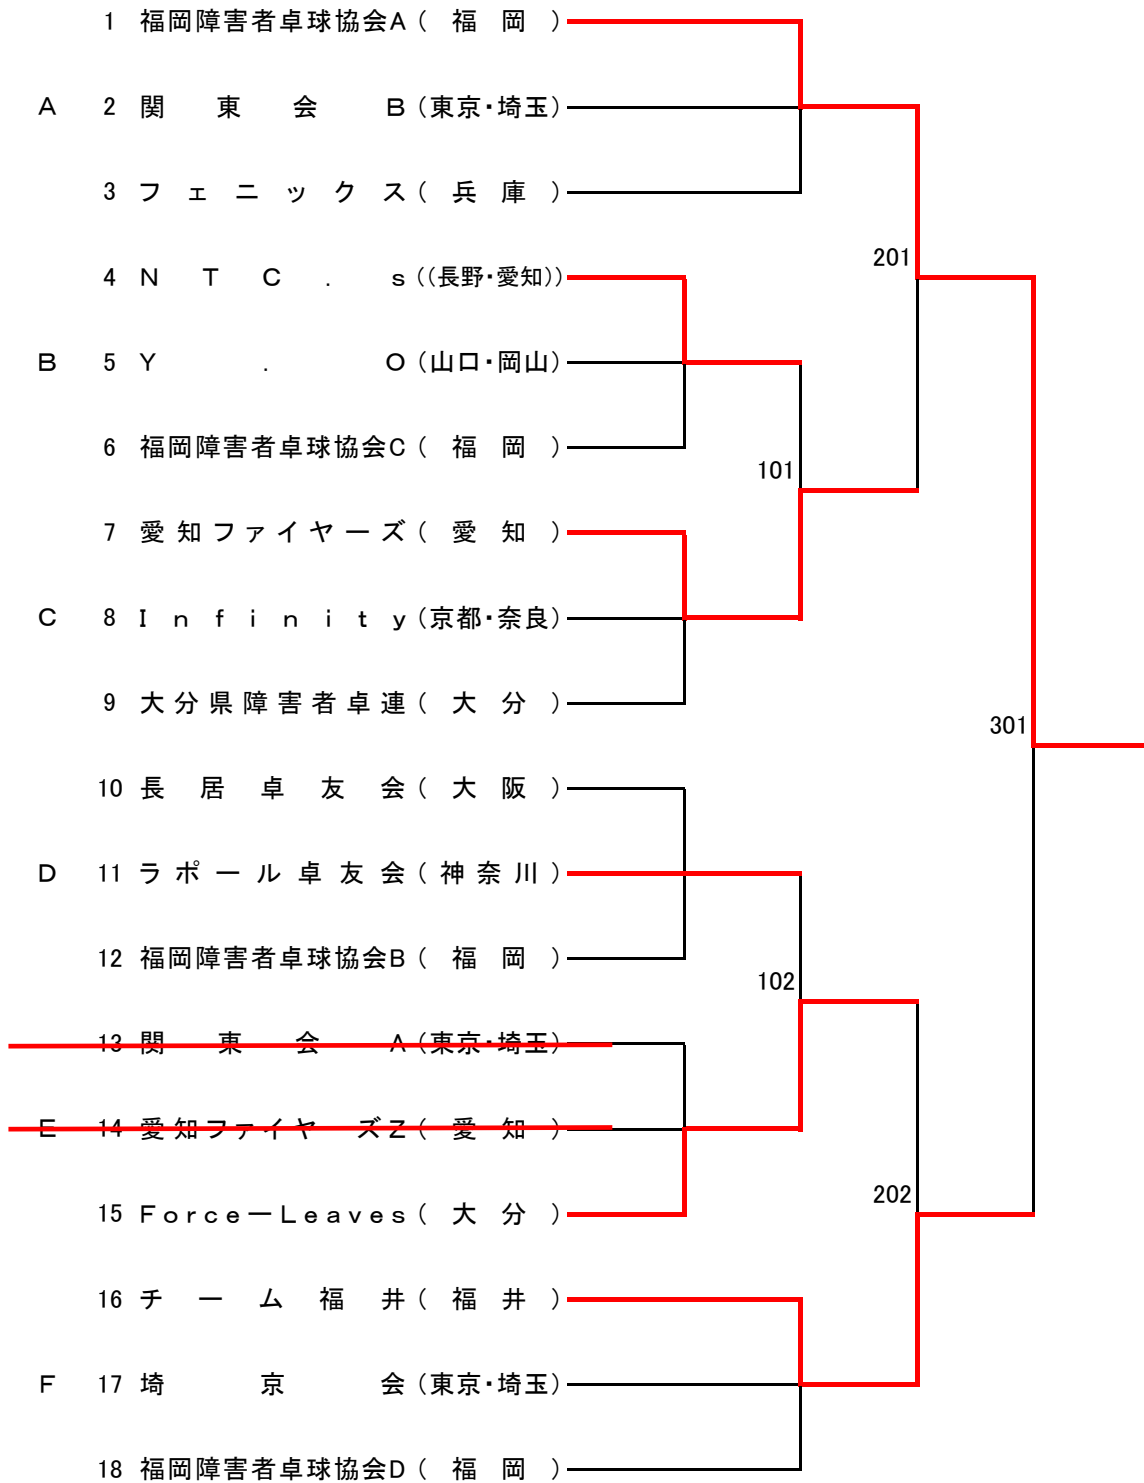 1 福岡障害者卓球協会A ( 福 岡 )
A 2 関 東 会 B (東京・埼玉)
3 フ ェ ニ ッ ク ス ( 兵 庫 )
201
4 N T C . s ((長野・愛知))
B 5 Y . O (山口・岡山)
6 福岡障害者卓球協会C ( 福 岡 )
101
7 愛知ファイヤーズ ( 愛 知 )
C 8 I n f i n i t y (京都・奈良)
9 大分県障害者卓連 ( 大 分 )
301
10 長 居 卓 友 会 ( 大 阪 )
D 11 ラポール卓友会 ( 神 奈 川 )
12 福岡障害者卓球協会B ( 福 岡 )
102
13 関 東 会 A (東京・埼玉)
E 14 愛知ファイヤーズZ ( 愛 知 )
202
15 Force－Leaves ( 大 分 )
16 チ ー ム 福 井 ( 福 井 )
F 17 埼 京 会 (東京・埼玉)
18 福岡障害者卓球協会D ( 福 岡 )